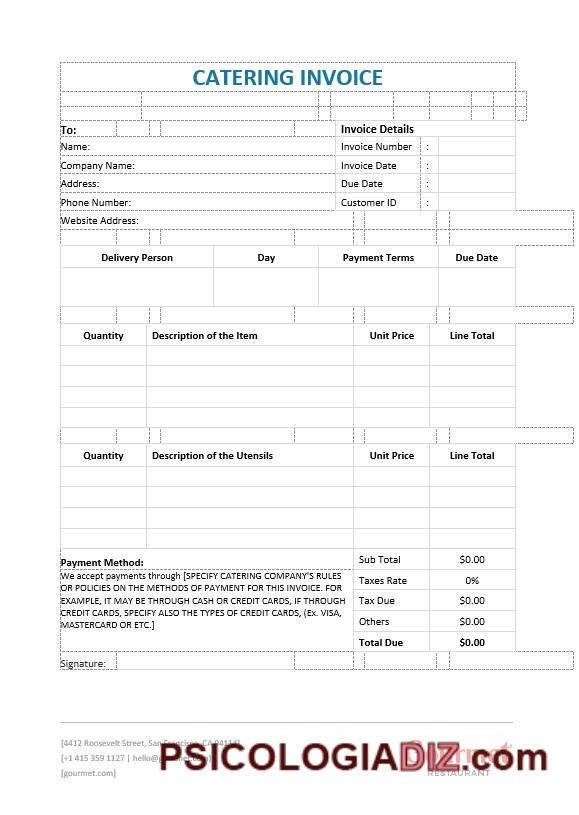 CATERING INVOICE
To: Invoice Details
Name: Invoice Number :
Company Name: Invoice Date :
Address: Due Date :
Phone Number: Customer ID :
Website Address:
Delivery Person Day Payment Terms Due Date
Quantity Description of the Item Unit Price Line Total
Quantity Description of the Utensils Unit Price Line Total
Payment Method: Sub Total $0.00
We accept payments through [SPECIFY CATERING COMPANY'S RULES
OR POLICIES ON THE METHODS OF PAYMENT FOR THIS INVOICE. FOR
EXAMPLE, IT MAY BE THROUGH CASH OR CREDIT CARDS, IF THROUGH
CREDIT CARDS, SPECIFY ALSO THE TYPES OF CREDIT CARDS, (Ex. VISA,
MASTERCARD OR ETC.]
Taxes Rate 0%
Tax Due $0.00
Others $0.00
Total Due $0.00
Signature:
[4412 Roosevelt Street, San Francisco, CA 94114]
[+1 415 359 1127 | hello@gourmet.com]
[gourmet.com]
PSICOLOGIADIZ.com
Gourmet
RESTAURANT